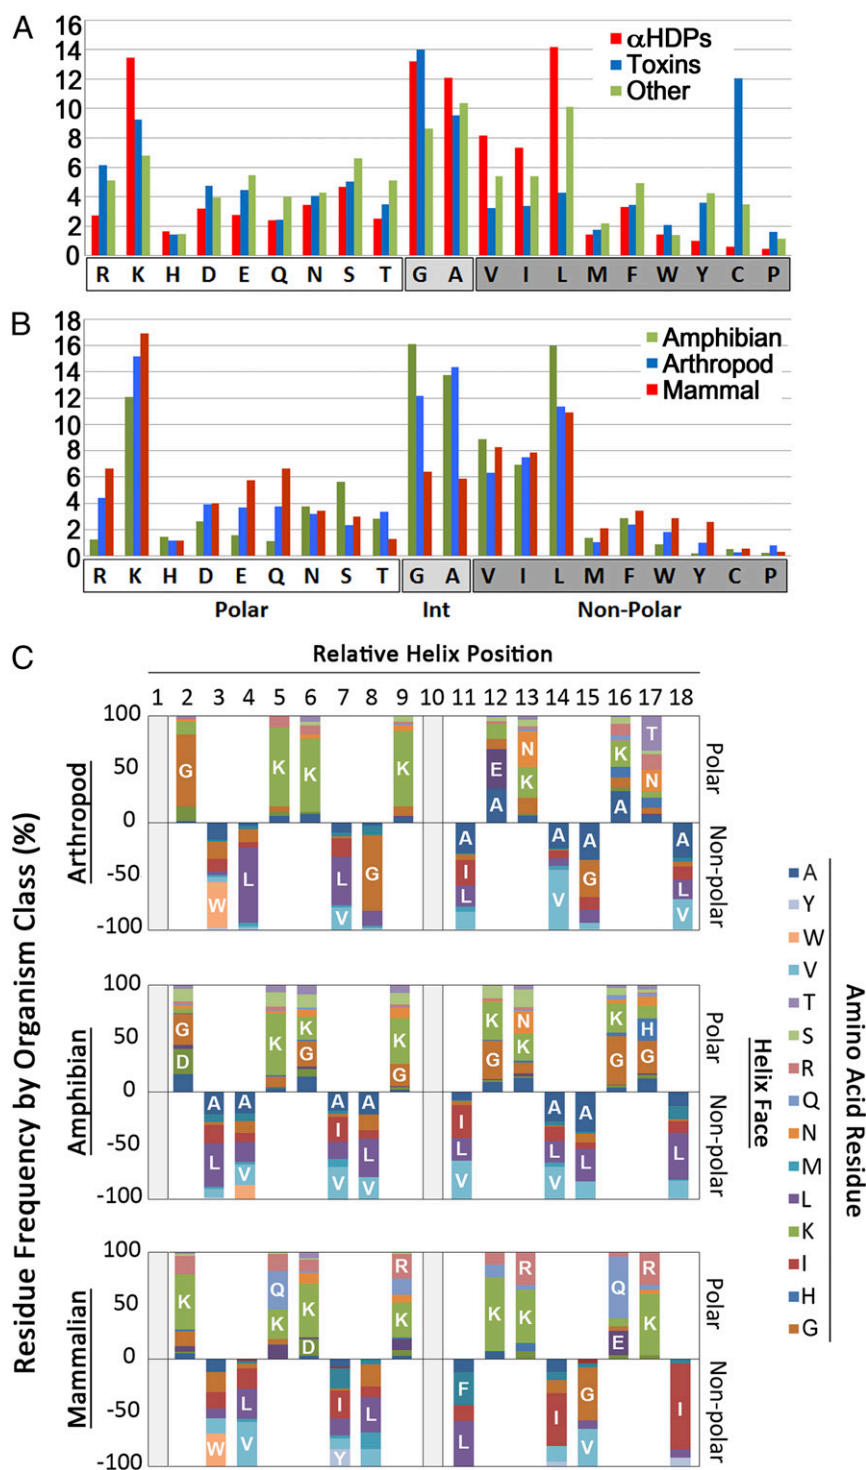 A
16
14
12
10
8
6
4
2
0
αHDPs
Toxins
Other
R K H D E Q N S T G A V I L M F W Y C P
B
18
16
14
12
10
8
6
4
2
0
Amphibian
Arthropod
Mammal
R K H D E Q N S T G A V I L M F W Y C P
Polar Int Non-Polar
C
Relative Helix Position
1 2 3 4 5 6 7 8 9 10 11 12 13 14 15 16 17 18
Residue Frequency by Organism Class (%)
Arthropod
100
50
0
-50
-100
G K K K E A N K K A T N
W L L V G A I L A V A G A L V
Polar
Non-polar
Amphibian
100
50
0
-50
-100
G D K K G K G K G N K K G H G
A L A V I V A L V I L V A L V A L L
Polar
Non-polar
Mammalian
100
50
0
-50
-100
K Q K K D R K K R K Q E R K
W L V I Y L F L I G V I
Polar
Non-polar
Helix Face
Amino Acid Residue
A
Y
W
V
T
S
R
Q
N
M
L
K
I
H
G